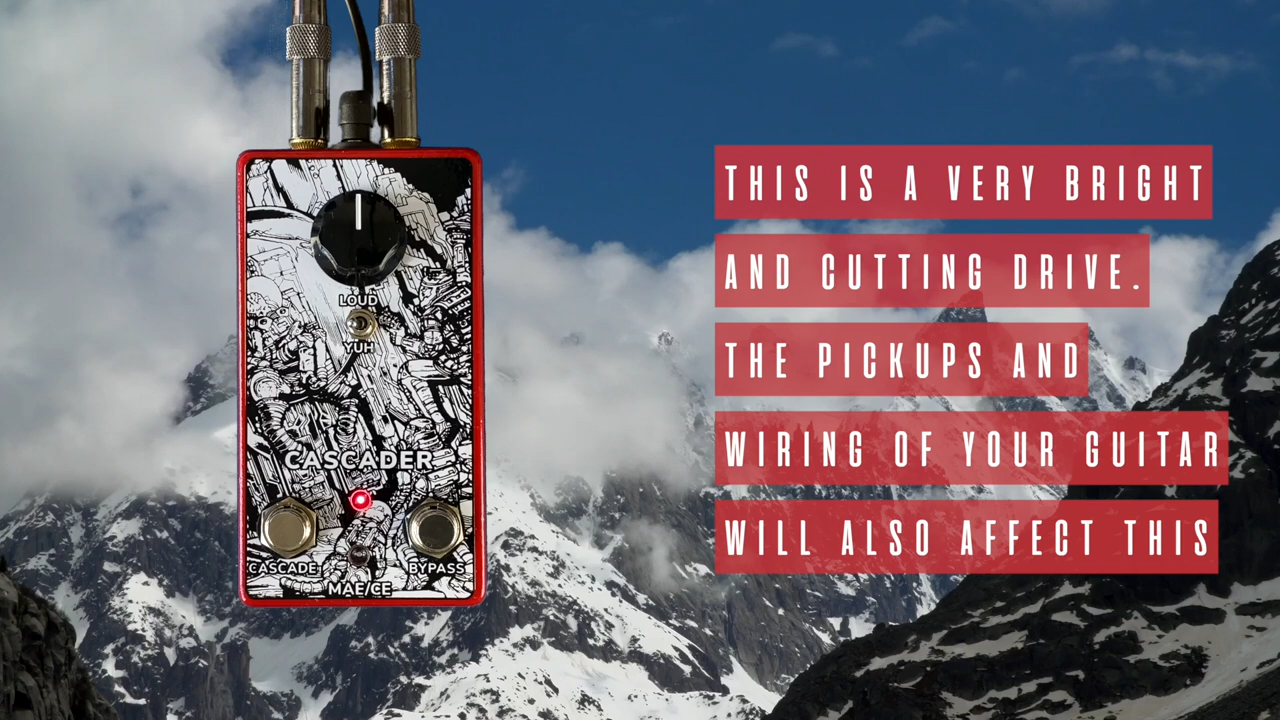 LOUD
YUH
CASCADER
CASCADE
BYPASS
MAE/CE
THIS IS A VERY BRIGHT
AND CUTTING DRIVE.
THE PICKUPS AND
WIRING OF YOUR GUITAR
WILL ALSO AFFECT THIS